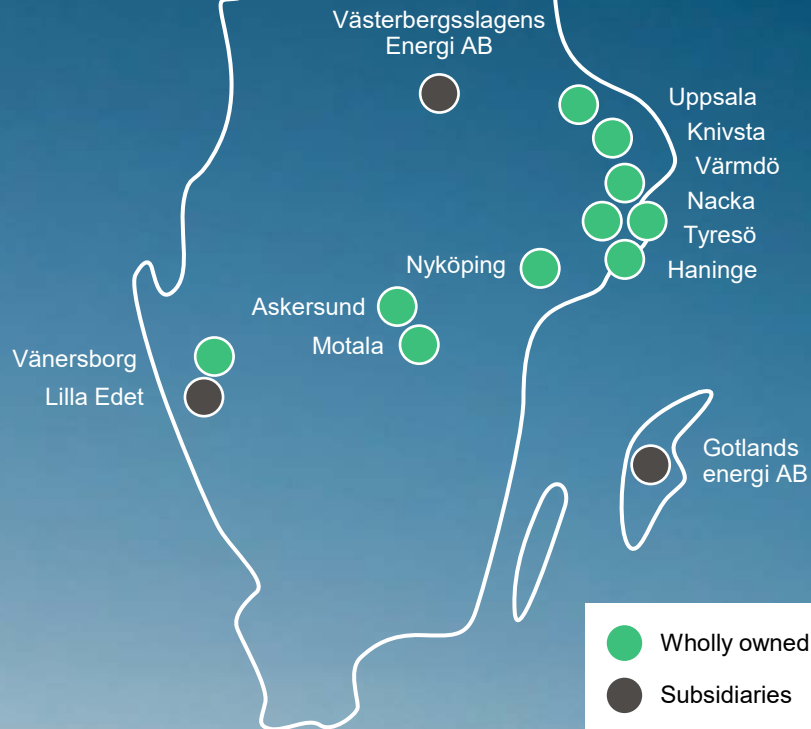 Västerbergsslagens
Energi AB
Uppsala
Knivsta
Värmdö
Nacka
Tyresö
Haninge
Nyköping
Askersund
Motala
Vänersborg
Lilla Edet
Gotlands
energi AB
Wholly owned
Subsidiaries